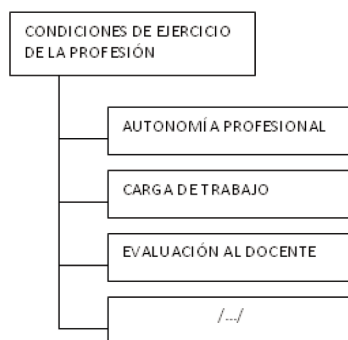 CONDICIONES DE EJERCICIO
DE LA PROFESIÓN
AUTONOMÍA PROFESIONAL
CARGA DE TRABAJO
EVALUACIÓN AL DOCENTE
/.../